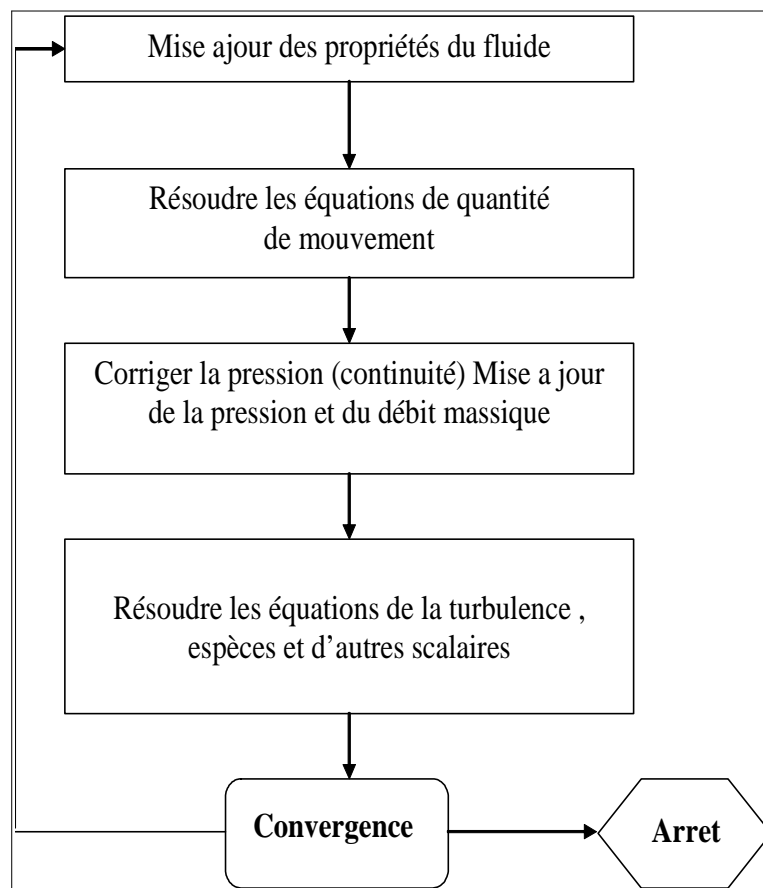 Mise ajour des propriétés du fluide
Résoudre les équations de quantité
de mouvement
Corriger la pression (continuité) Mise a jour
de la pression et du débit massique
Résoudre les équations de la turbulence ,
espèces et d’autres scalaires
Convergence
Arret